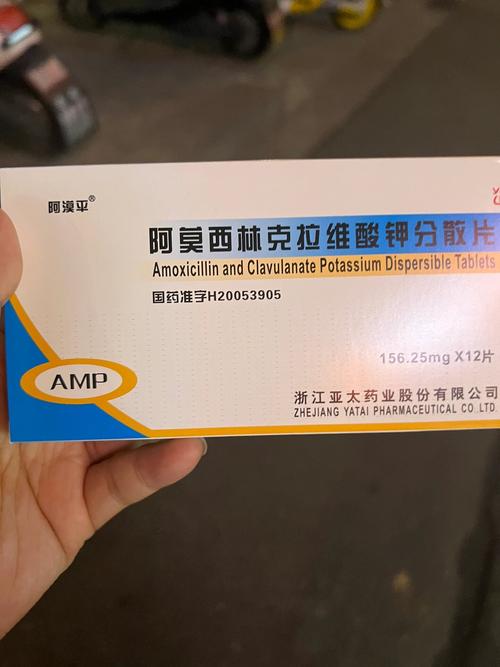 阿漠平®
阿莫西林克拉维酸钾分散片
Amoxicillin and Clavulanate Potassium Dispersible Tablets
国药准字H20053905
156.25mg X12片
AMP
浙江亚太药业股份有限公司
ZHEJIANG YATAI PHARMACEUTICAL CO.LTD.